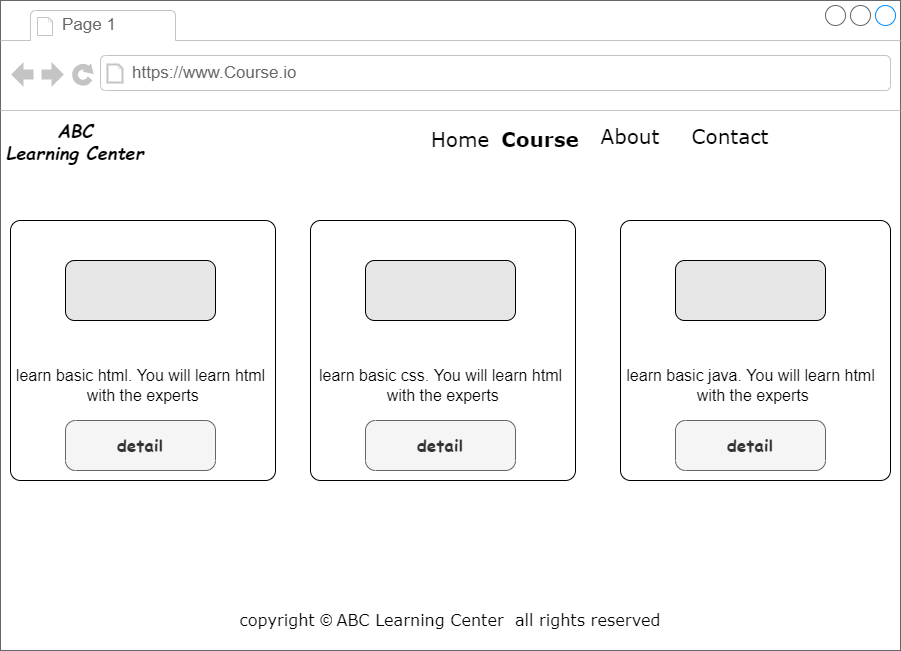 Page 1
https://www.Course.io
ABC
Learning Center
Home Course About Contact
learn basic html. You will learn html
with the experts
detail
learn basic css. You will learn html
with the experts
detail
learn basic java. You will learn html
with the experts
detail
copyright © ABC Learning Center all rights reserved